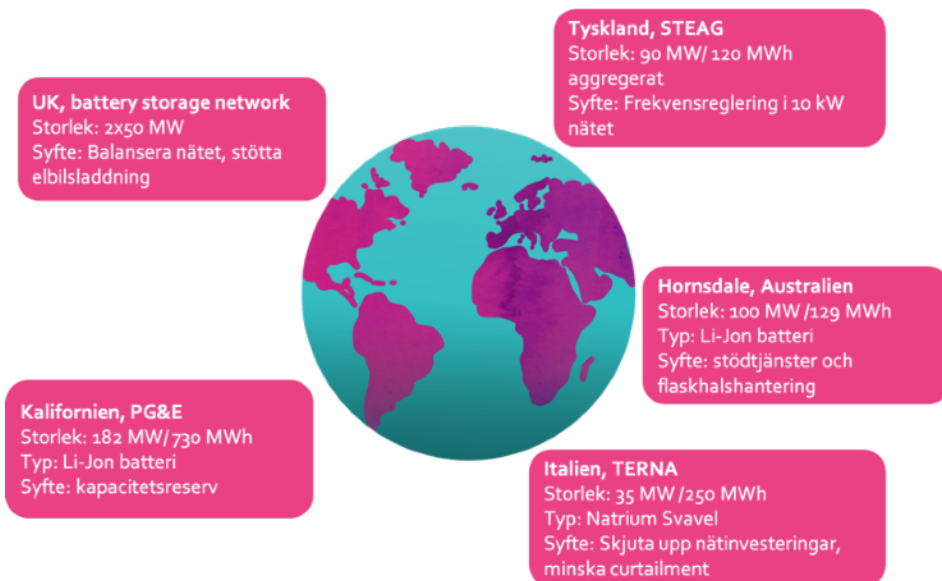 Tyskland, STEAG
Storlek: 90 MW/ 120 MWh
aggregerat
Syfte: Frekvensreglering i 10 kW
nätet
UK, battery storage network
Storlek: 2x50 MW
Syfte: Balansera nätet, stötta
elbilsladdning
Hornsdale, Australien
Storlek: 100 MW /129 MWh
Typ: Li-Jon batteri
Syfte: stödtjänster och
flaskhalshantering
Kalifornien, PG&E
Storlek: 182 MW/ 730 MWh
Typ: Li-Jon batteri
Syfte: kapacitetsreserv
Italien, TERNA
Storlek: 35 MW /250 MWh
Typ: Natrium Svavel
Syfte: Skjuta upp nätinvesteringar,
minska curtailment